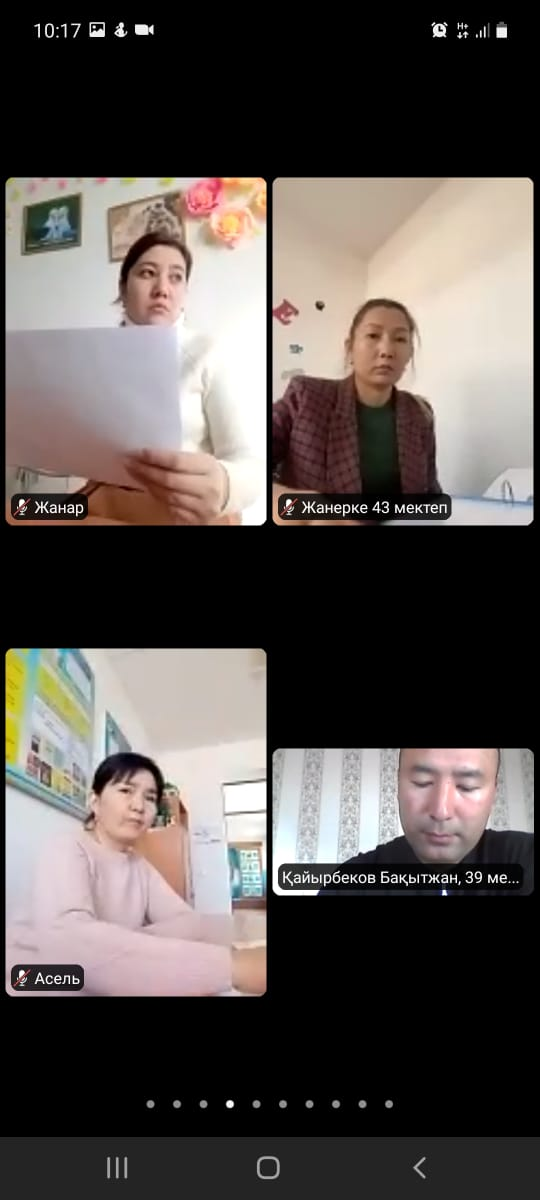 10:17
H+
Жанар
Жанерке 43 мектеп
Асель
Қайырбеков Бақытжан, 39 ме...